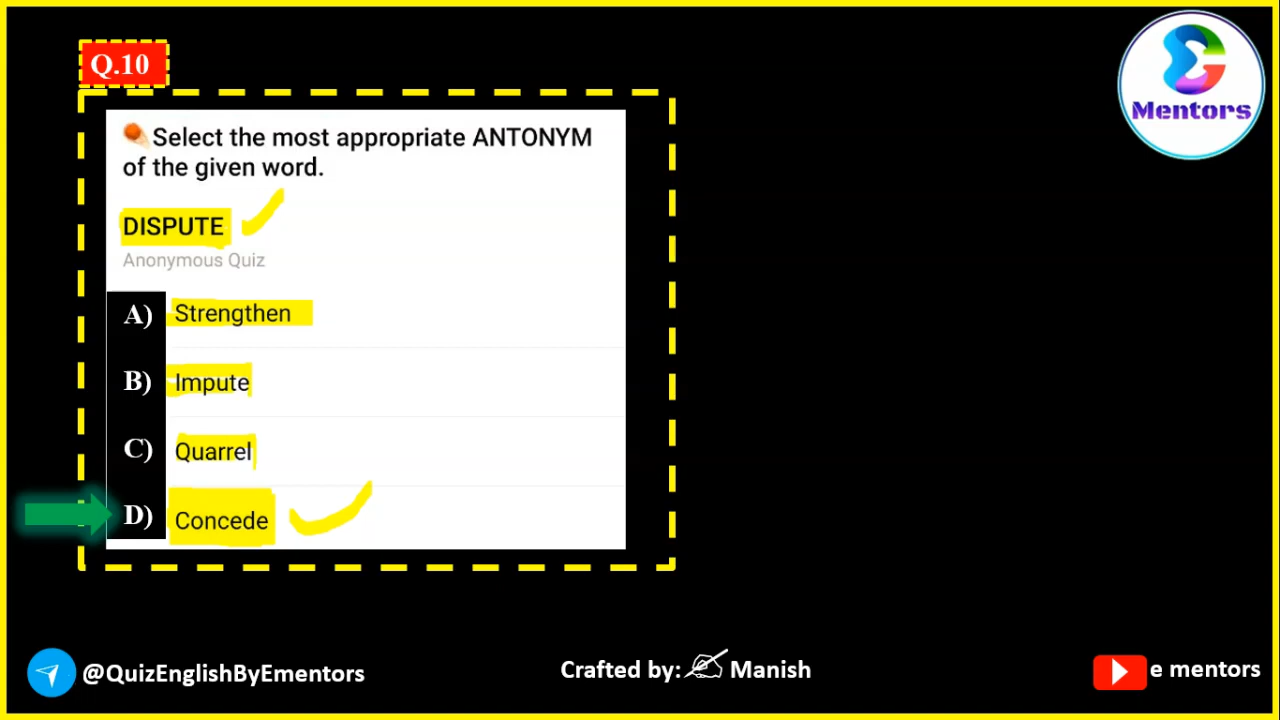 Q.10
Mentors
Select the most appropriate ANTONYM
of the given word.
DISPUTE
Anonymous Quiz
A) Strengthen
B) Impute
C) Quarrel
D) Concede
@QuizEnglishByEmentors
Crafted by: Manish
e mentors